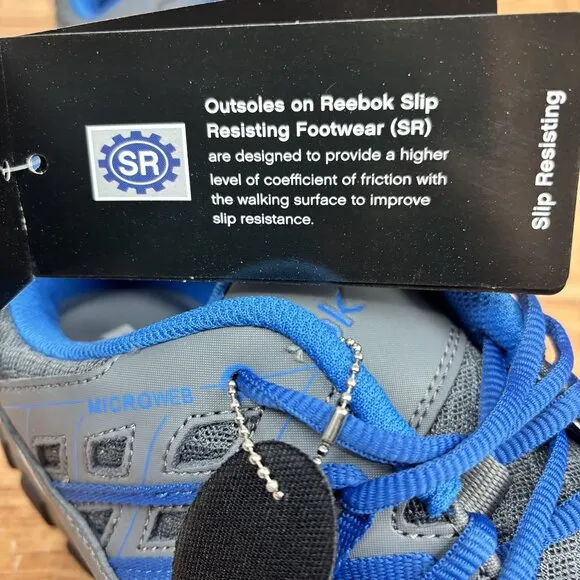 Outsoles on Reebok Slip
Resisting Footwear (SR)
are designed to provide a higher
level of coefficient of friction with
the walking surface to improve
slip resistance.
SR
Slip Resisting
MICROWEB